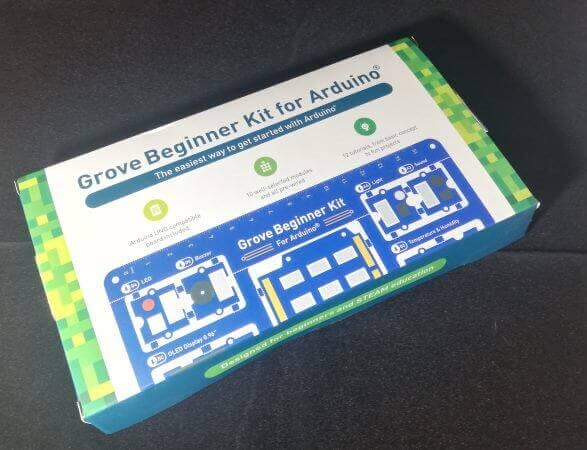 Grove Beginner Kit for Arduino®
The easiest way to get started with Arduino
Arduino UNO compatible
board included
10 well-selected modules
and all pre-wired
12 tutorials, from basic concept
to fun projects
Grove Beginner Kit
For Arduino®
LED
Buzzer
OLED Display 0.96"
Light
Sound
Temperature & Humidity
Designed for beginners and STEAM education